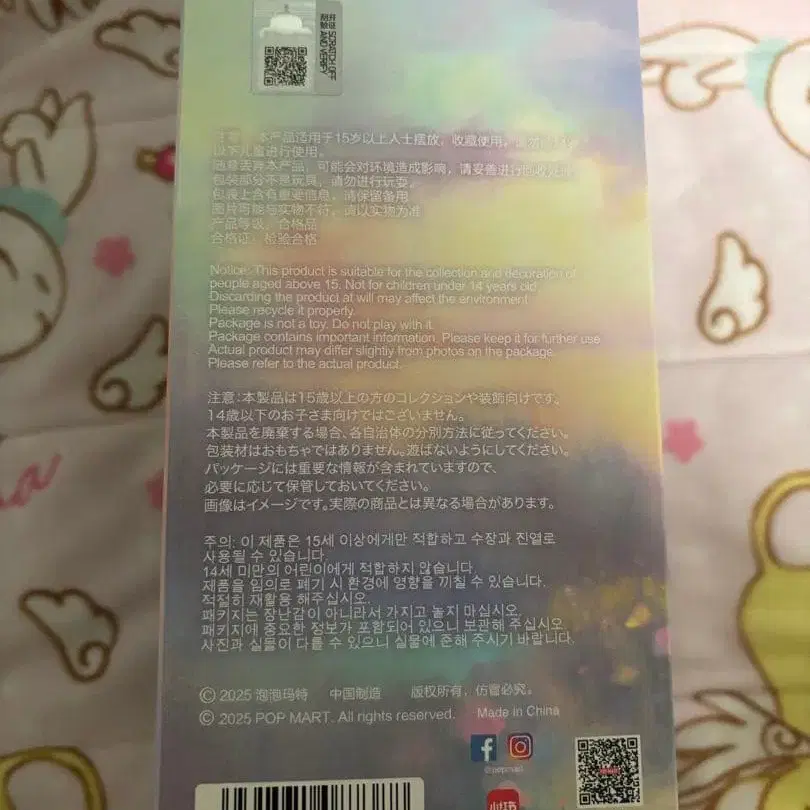 SCRATCH OFF
AND VERIFY
注意：本产品适用于15岁以上人士摆放，收藏使用，
以下儿童进行使用。
随意丢弃本产品，可能会对环境造成影响，请妥善进行回收处理
包装部分不是玩具，请勿进行玩耍。
包装上含有重要信息，请保留备用
图片可能与实物不符，请以实物为准
产品等级：合格品
合格证：检验合格
Notice: This product is suitable for the collection and decoration of
people aged above 15. Not for children under 14 years old.
Discarding the product at will may affect the environment.
Please recycle it properly.
Package is not a toy. Do not play with it.
Package contains important information. Please keep it for further use
Actual product may differ slightly from photos on the package.
Please refer to the actual product.
注意：本製品は15歳以上の方のコレクションや装飾向けです。
14歳以下のお子さま向けではございません。
本製品を廃棄する場合、各自治体の分別方法に従ってください。
包装材はおもちゃではありません。遊ばないようにしてください。
パッケージには重要な情報が含まれていますので、
必要に応じて保管しておいてください。
画像はイメージです。実際の商品とは異なる場合があります。
주의: 이 제품은 15세 이상에게만 적합하고 수장과 진열로
사용될 수 있습니다.
14세 미만의 어린이에게 적합하지 않습니다.
제품을 임의로 폐기 시 환경에 영향을 끼칠 수 있습니다.
적절히 재활용 해주십시오.
패키지는 장난감이 아니라서 가지고 놀지 마십시오.
패키지에 중요한 정보가 포함되어 있으니 보관해 주십시오.
사진과 실물이 다를 수 있으니 실물에 준해 주시기 바랍니다.
© 2025 泡泡玛特 中国制造 版权所有，仿冒必究。
© 2025 POP MART. All rights reserved. Made in China
@popmart
小红书